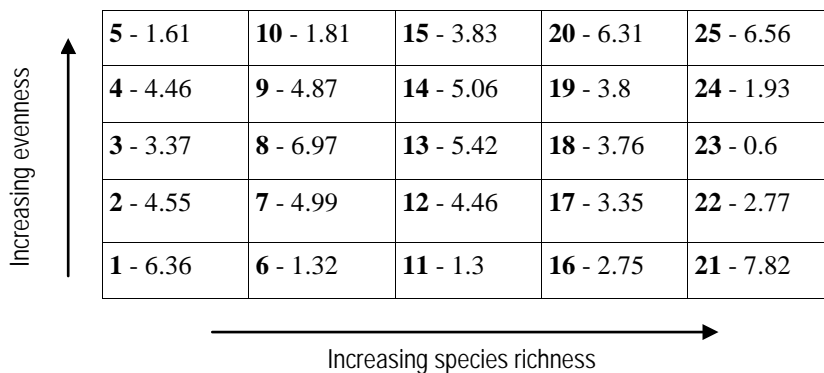 Increasing evenness
5 - 1.61 10 - 1.81 15 - 3.83 20 - 6.31 25 - 6.56
4 - 4.46 9 - 4.87 14 - 5.06 19 - 3.8 24 - 1.93
3 - 3.37 8 - 6.97 13 - 5.42 18 - 3.76 23 - 0.6
2 - 4.55 7 - 4.99 12 - 4.46 17 - 3.35 22 - 2.77
1 - 6.36 6 - 1.32 11 - 1.3 16 - 2.75 21 - 7.82
Increasing species richness